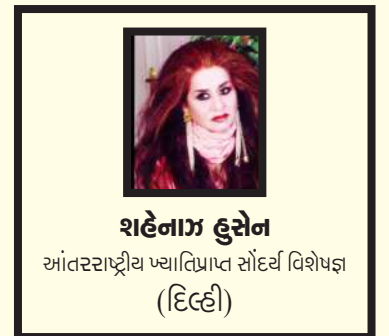 શહેનાઝ હુસેન
આંતરરાષ્ટ્રીય ખ્યાતિપ્રાપ્ત સોંદર્ય વિશેષજ્ઞ
(દિલ્હી)